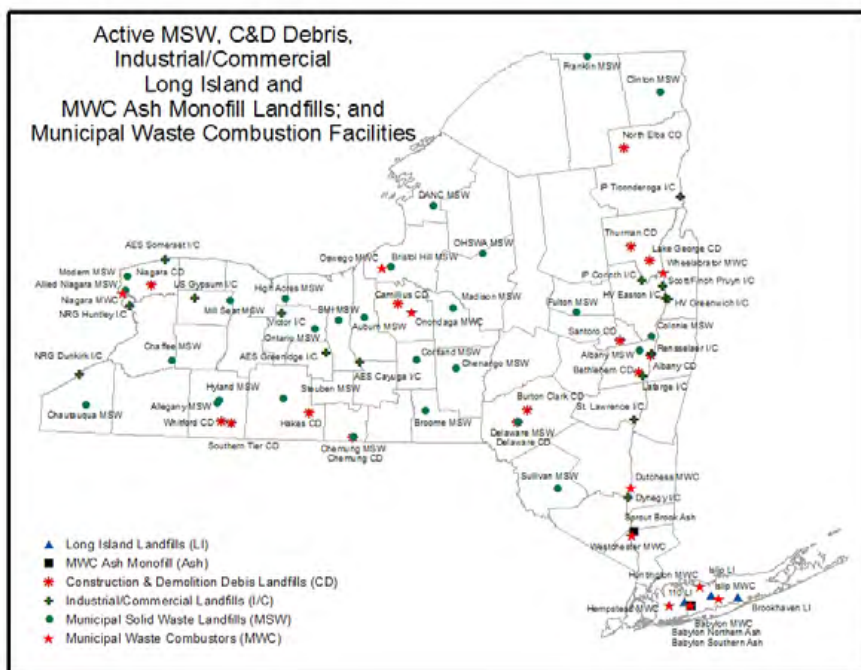 Active MSW, C&D Debris,
Industrial/Commercial
Long Island and
MWC Ash Monofill Landfills; and
Municipal Waste Combustion Facilities
Franklin MSW
Clinton MSW
North Elba CD
IP Ticonderoga I/C
DANC MSW
Thurman CD
Lake George CD
AES Somerset I/C
OHSWA MSW
Wheelabrator MWC
Oswego MWC
Bristol Hill MSW
Modern MSW
Niagara CD
IP Corinth I/C
Scott/Finch Pruyn I/C
Allied Niagara MSW
US Gypsum I/C
High Acres MSW
Camillus CD
Madison MSW
HV Easton I/C
HV Greenwich I/C
Niagara MWC
Mill Seat MSW
Fulton MSW
NRG Huntley I/C
Victor I/C
SMI MSW
Auburn MSW
Onondaga MWC
Ontario MSW
Santoro CD
Colonie MSW
Chaffee MSW
AES Greenidge I/C
Cortland MSW
Albany MSW
Rensselaer I/C
NRG Dunkirk I/C
Chenango MSW
Bethlehem CD
Albany CD
AES Cayuga I/C
Lafarge I/C
Hyland MSW
Steuben MSW
Burton Clark CD
Chautauqua MSW
Allegany MSW
Whitford CD
Hakes CD
Broome MSW
St. Lawrence I/C
Southern Tier CD
Delaware MSW
Delaware CD
Chemung MSW
Chemung CD
Sullivan MSW
Dutchess MWC
Dynegy I/C
Sprout Brook Ash
Westchester MWC
Long Island Landfills (LI)
MWC Ash Monofill (Ash)
Construction & Demolition Debris Landfills (CD)
Industrial/Commercial Landfills (I/C)
Municipal Solid Waste Landfills (MSW)
Municipal Waste Combustors (MWC)
Huntington MWC
Islip LI
110 LI
Islip MWC
Hempstead MWC
Brookhaven LI
Babylon MWC
Babylon Northern Ash
Babylon Southern Ash